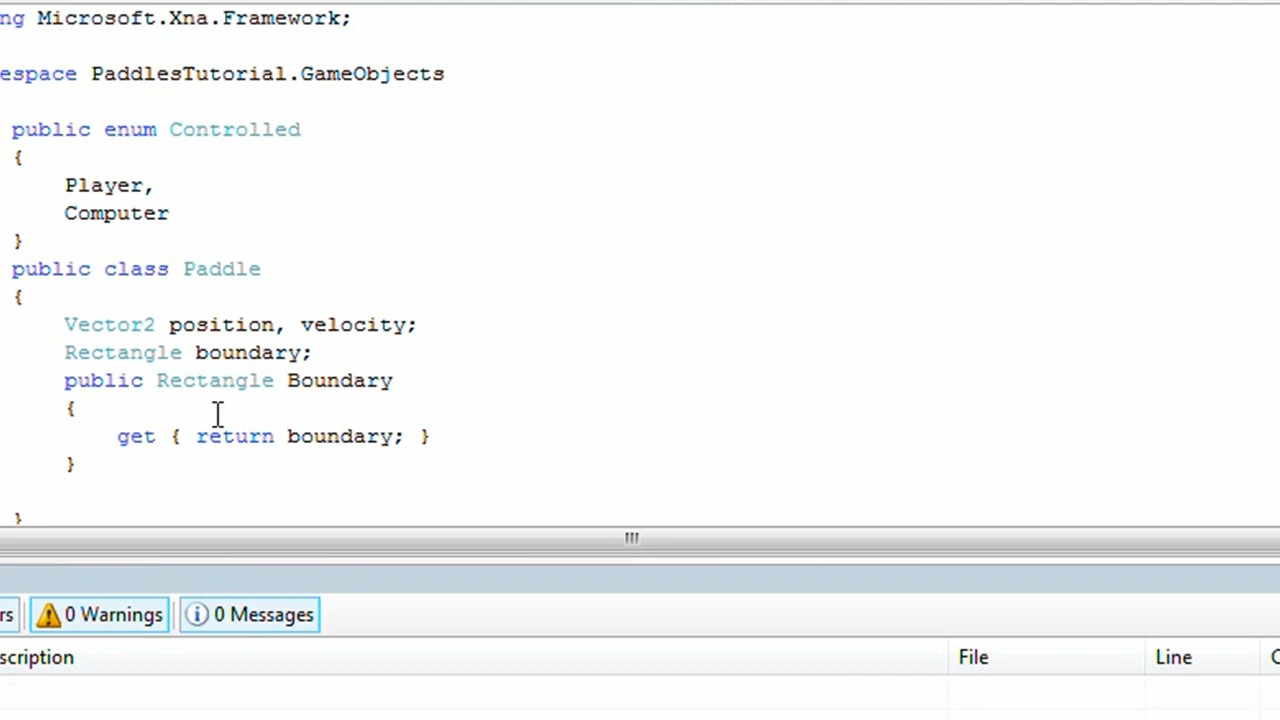 ng Microsoft.Xna.Framework;
espace PaddlesTutorial.GameObjects
public enum Controlled
{
Player,
Computer
}
public class Paddle
{
Vector2 position, velocity;
Rectangle boundary;
public Rectangle Boundary
{
get { return boundary; }
}
}
rs 0 Warnings 0 Messages
scription File Line C